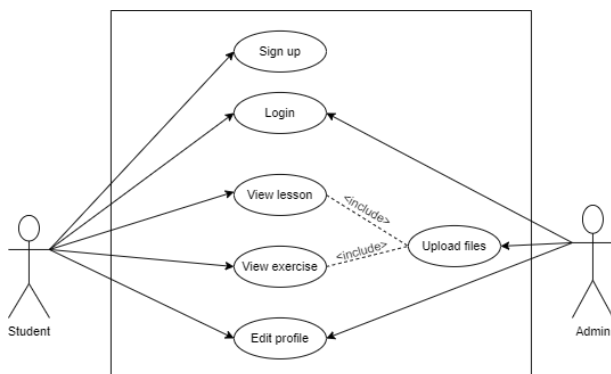 Sign up
Login
View lesson
<include>
<include>
Upload files
View exercise
Student
Admin
Edit profile